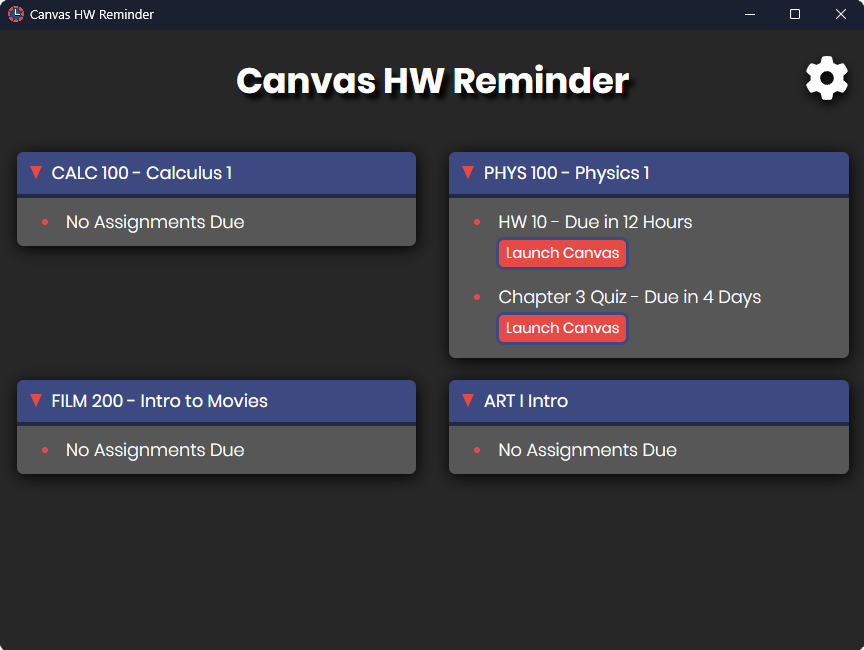 Canvas HW Reminder
Canvas HW Reminder
CALC 100 - Calculus 1
No Assignments Due
PHYS 100 - Physics 1
HW 10 - Due in 12 Hours
Launch Canvas
Chapter 3 Quiz - Due in 4 Days
Launch Canvas
FILM 200 - Intro to Movies
No Assignments Due
ART I Intro
No Assignments Due